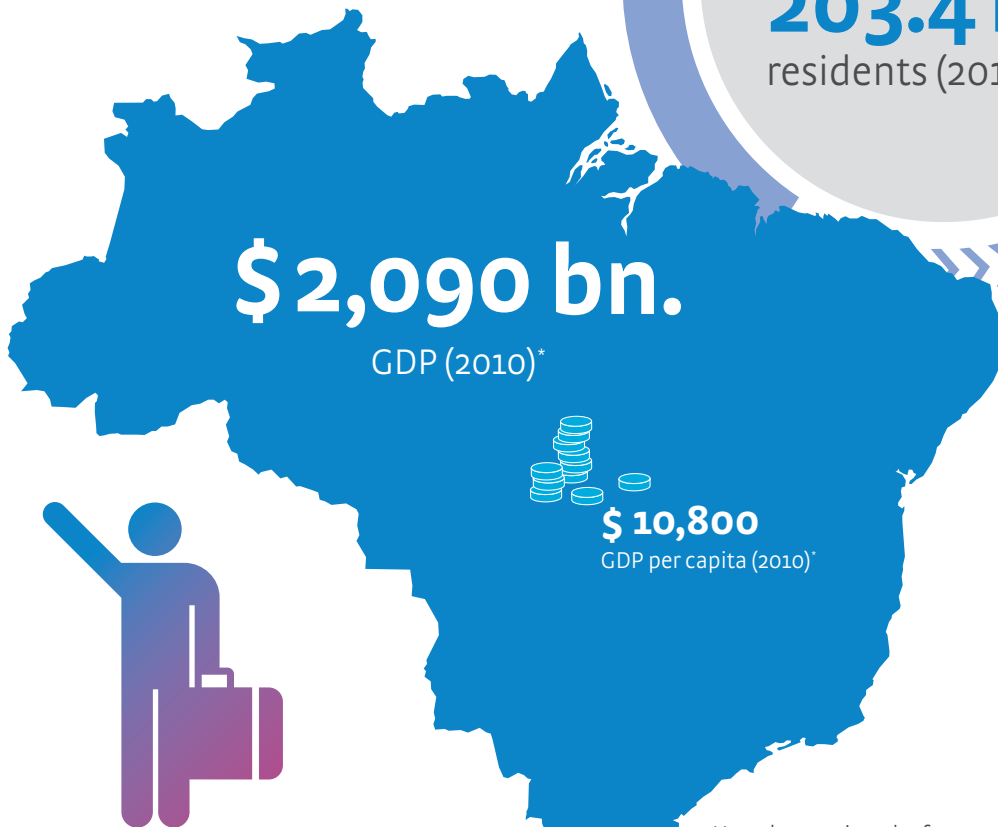 203.4
residents (201
$ 2,090 bn.
GDP (2010)*
$ 10,800
GDP per capita (2010)*